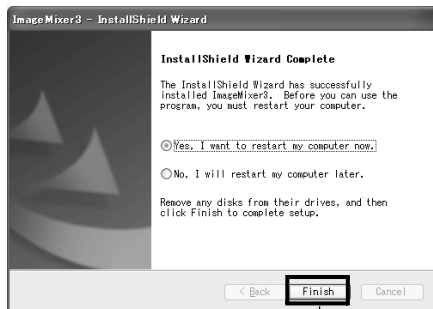 ImageMixer3 - InstallShield Wizard
InstallShield Wizard Complete
The InstallShield Wizard has successfully
installed ImageMixer3. Before you can use the
program, you must restart your computer.
Yes, I want to restart my computer now.
No, I will restart my computer later.
Remove any disks from their drives, and then
click Finish to complete setup.
< Back Finish Cancel